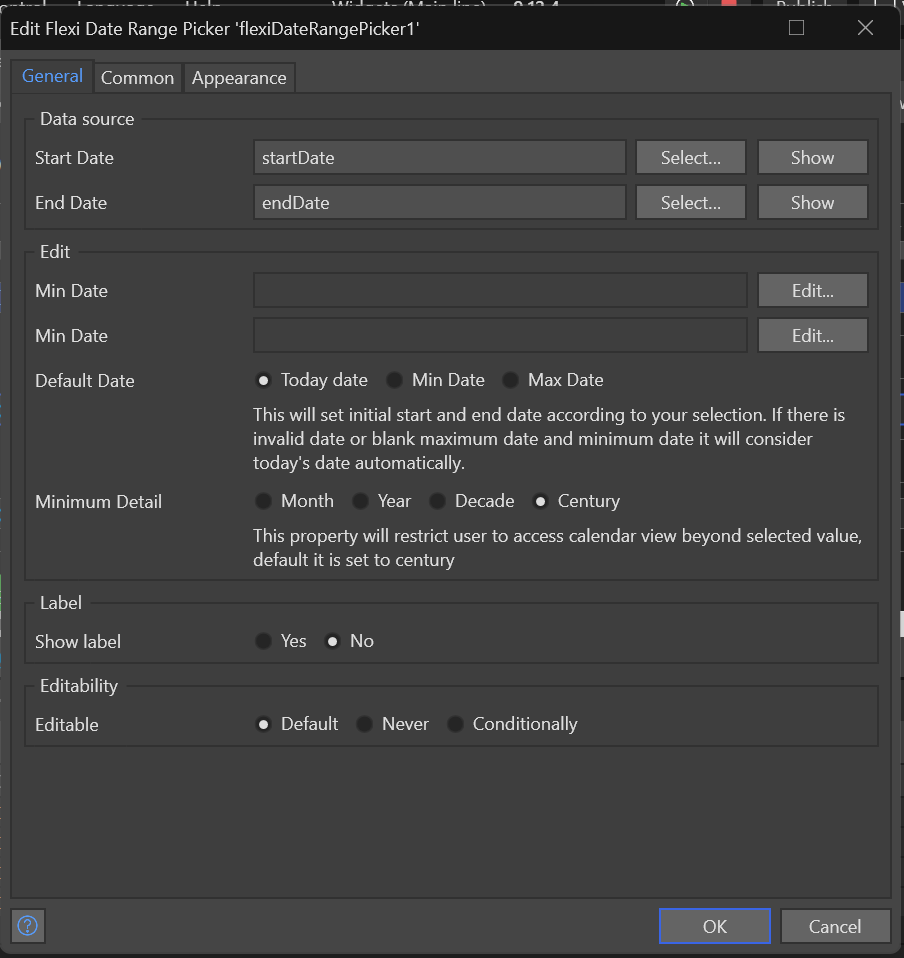 Edit Flexi Date Range Picker 'flexiDateRangePicker1'
General Common Appearance
Data source
Start Date startDate Select... Show
End Date endDate Select... Show
Edit
Min Date Edit...
Min Date Edit...
Default Date Today date Min Date Max Date
This will set initial start and end date according to your selection. If there is
invalid date or blank maximum date and minimum date it will consider
today's date automatically.
Minimum Detail Month Year Decade Century
This property will restrict user to access calendar view beyond selected value,
default it is set to century
Label
Show label Yes No
Editability
Editable Default Never Conditionally
? OK Cancel